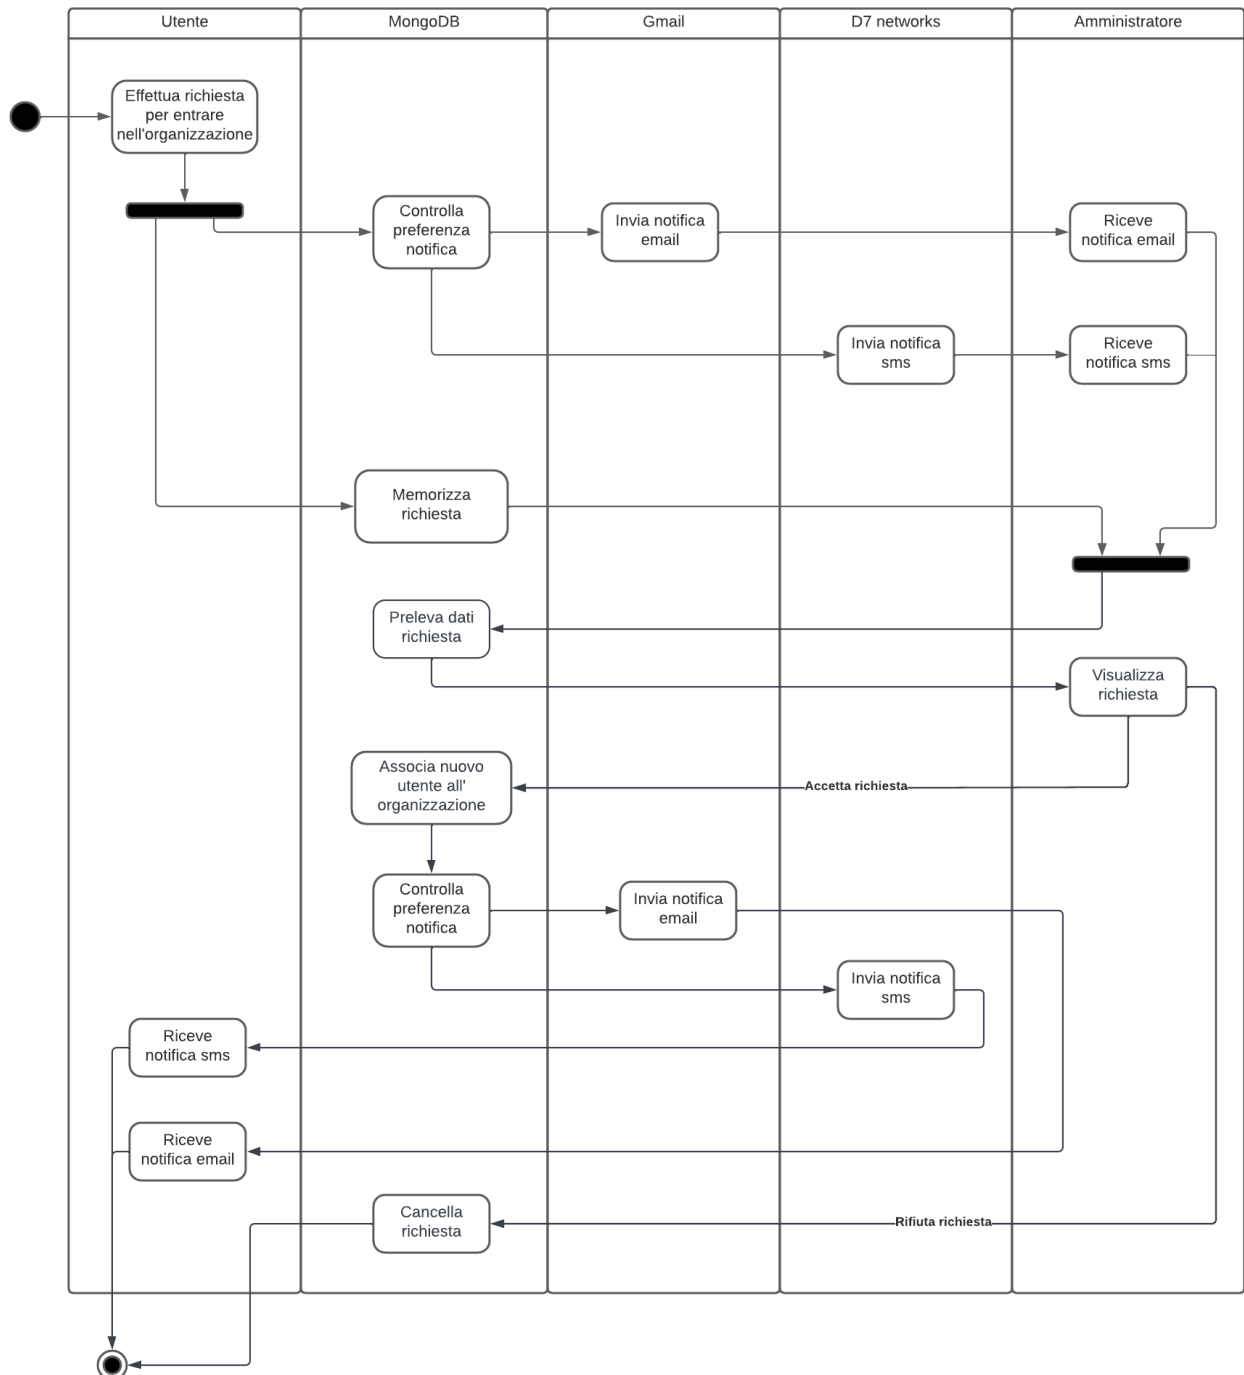 Utente
MongoDB
Gmail
D7 networks
Amministratore
Effettua richiesta
per entrare
nell'organizzazione
Controlla
preferenza
notifica
Invia notifica
email
Riceve
notifica email
Invia notifica
sms
Riceve
notifica sms
Memorizza
richiesta
Preleva dati
richiesta
Visualizza
richiesta
Associa nuovo
utente all'
organizzazione
Accetta richiesta
Controlla
preferenza
notifica
Invia notifica
email
Invia notifica
sms
Riceve
notifica sms
Riceve
notifica email
Cancella
richiesta
Rifiuta richiesta